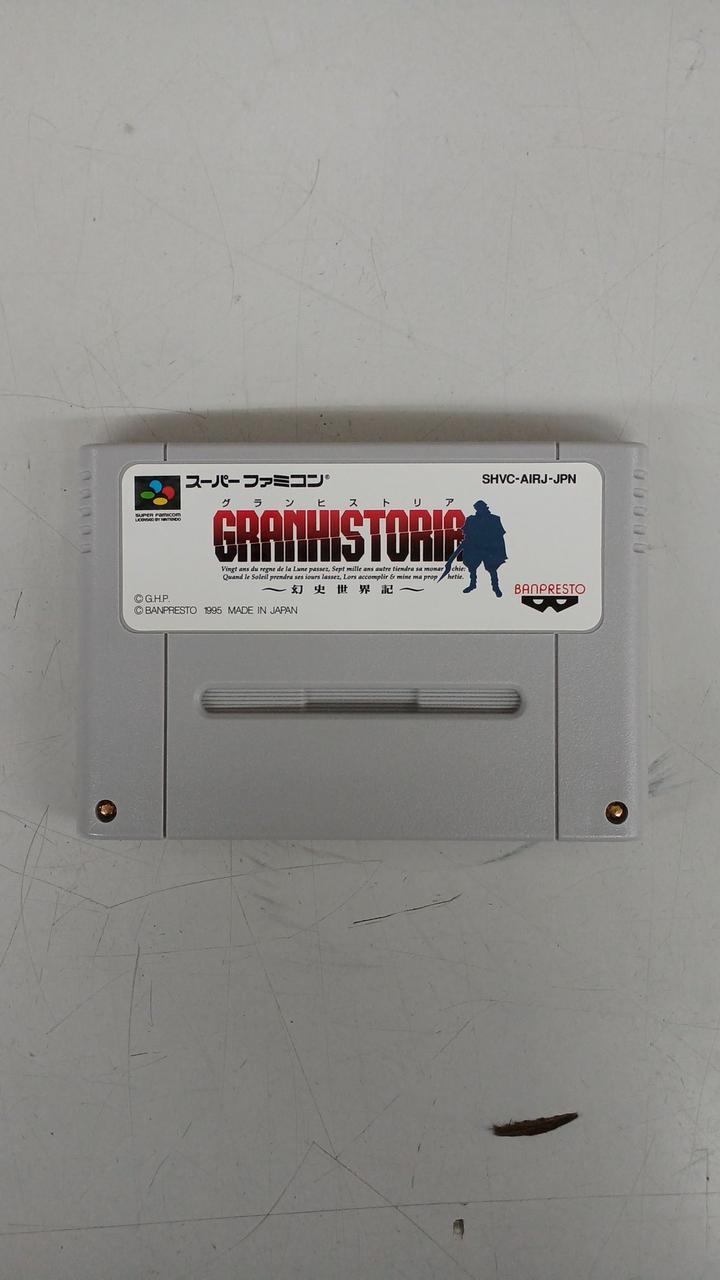 スーパーファミコン®
SHVC-AIRJ-JPN
SUPER FAMICOM
LICENSED BY NINTENDO
グランヒストリア
GRANHISTORIA
Vingt ans du regne de la Lune passez, Sept mille ans autre tiendra sa monarchie:
Quand le Soleil prendra ses iours lassez, Lors accomplir & mine ma prophetie.
～幻史世界記～
BANPRESTO
© G.H.P.
© BANPRESTO 1995 MADE IN JAPAN